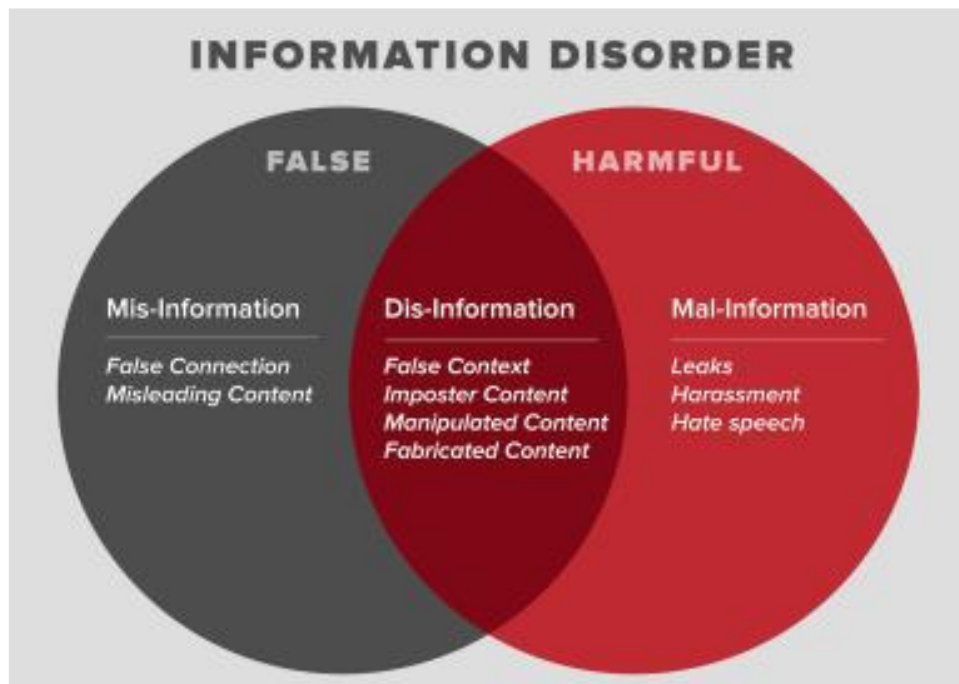 INFORMATION DISORDER
FALSE
HARMFUL
Mis-Information
False Connection
Misleading Content
Dis-Information
False Context
Imposter Content
Manipulated Content
Fabricated Content
Mal-Information
Leaks
Harassment
Hate speech